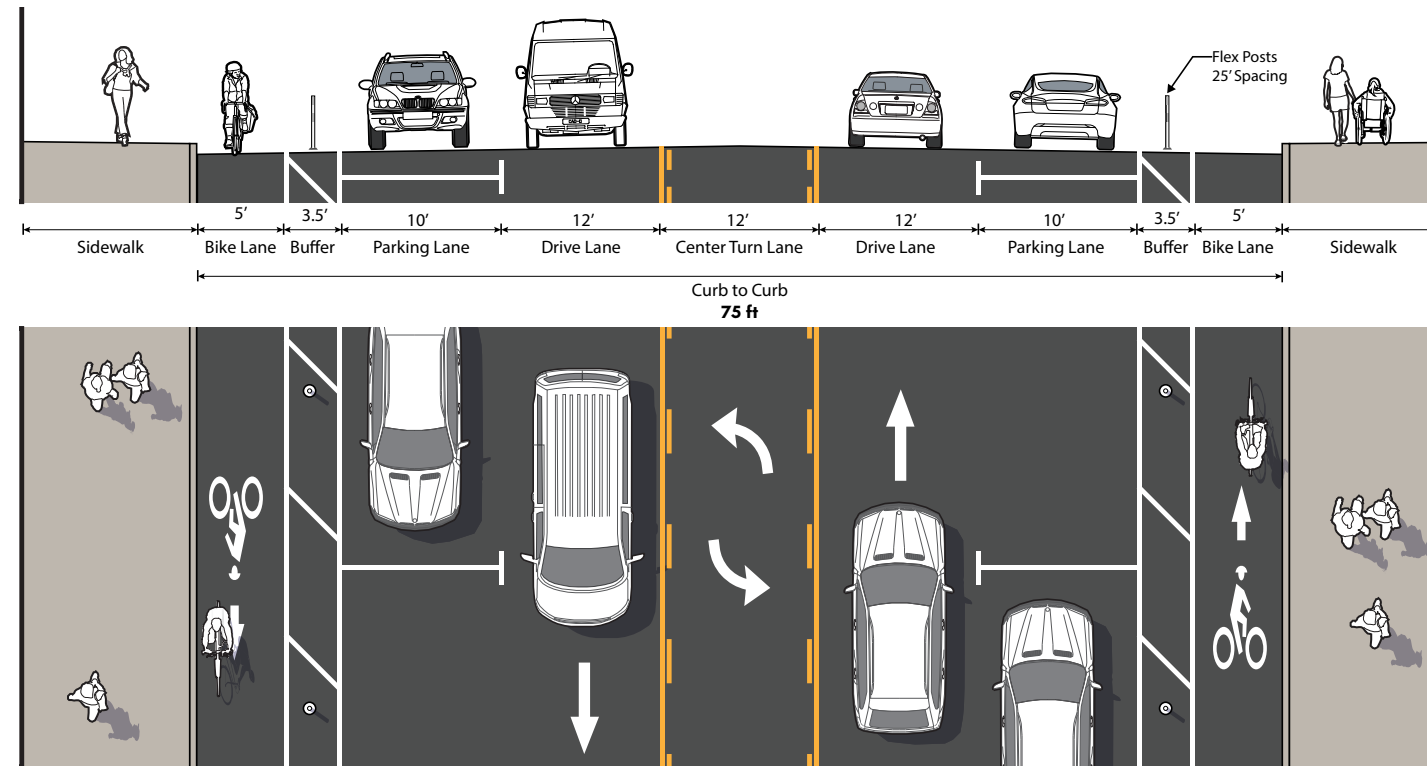 Flex Posts
25' Spacing
5' 3.5' 10' 12' 12' 12' 10' 3.5' 5'
Sidewalk Bike Lane Buffer Parking Lane Drive Lane Center Turn Lane Drive Lane Parking Lane Buffer Bike Lane Sidewalk
Curb to Curb
75 ft